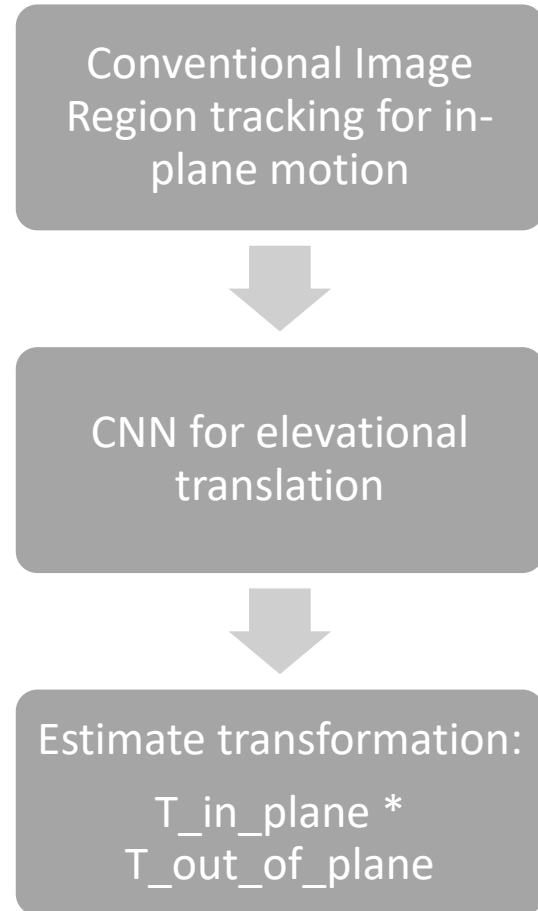 Conventional Image
Region tracking for in-
plane motion
CNN for elevational
translation
Estimate transformation:
T_in_plane *
T_out_of_plane